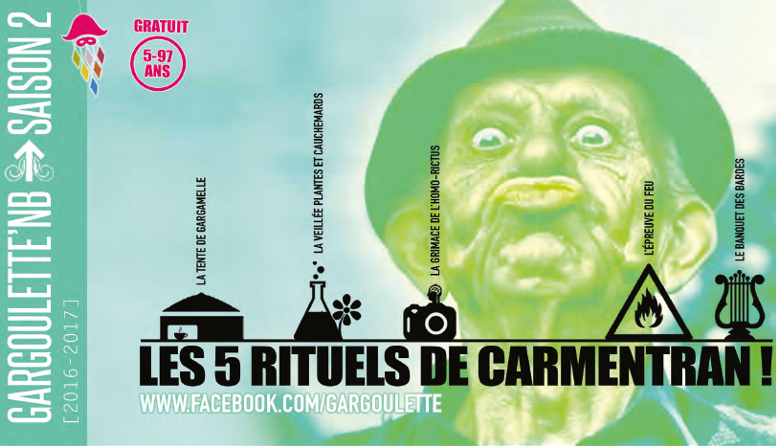 GARGOULETTE'NB SAISON 2
[2016-2017]
GRATUIT
5-97
ANS
LA TENTE DE GARGAMELLE
LA VEILLÉE PLANTES ET CAUCHEMARDS
LA GRIMACE DE L'HOMO-RICTUS
L'ÉPREUVE DU FEU
LE BANQUET DES BARDES
LES 5 RITUELS DE CARMENTRAN !
WWW.FACEBOOK.COM/GARGOULETTE